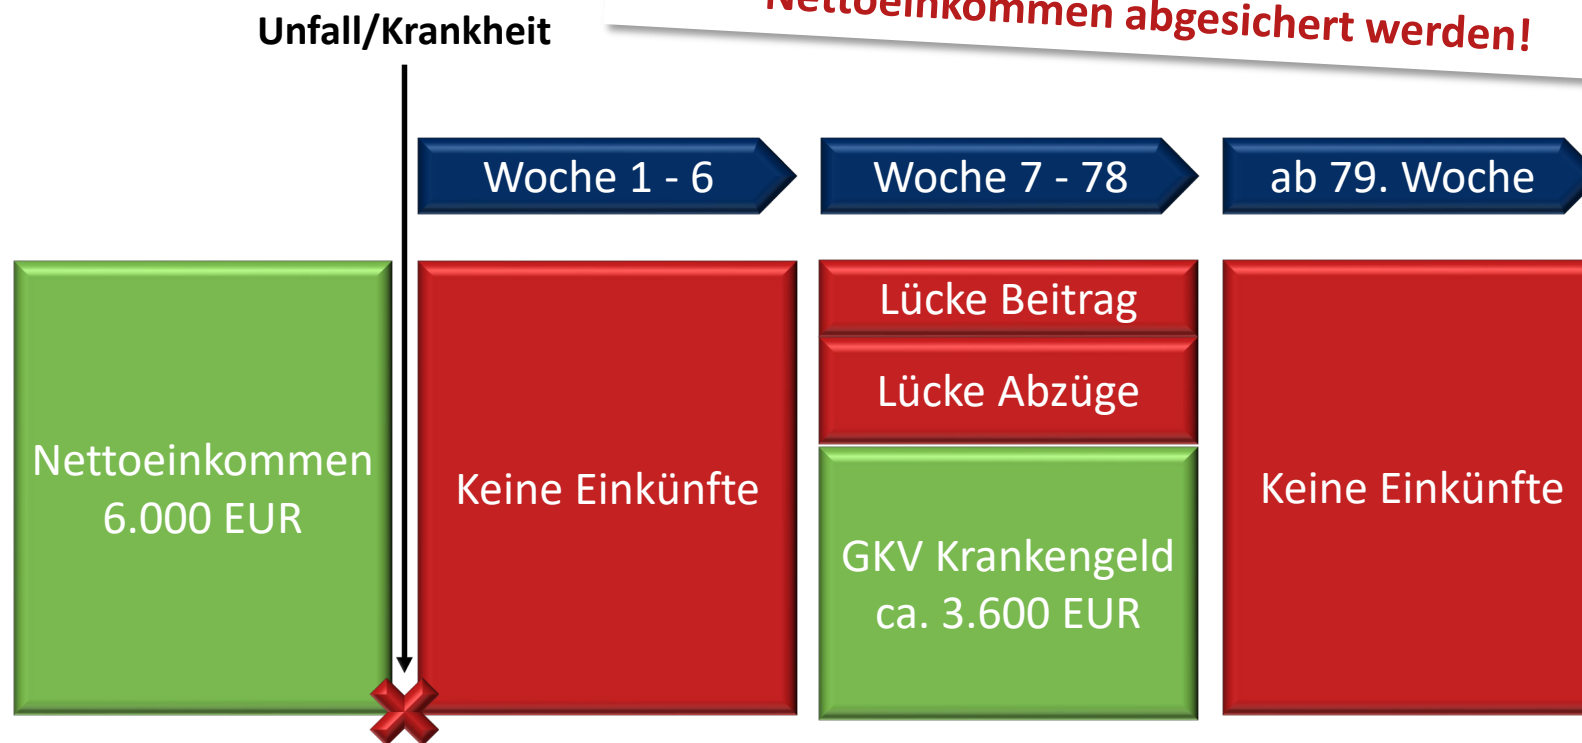 Nettoeinkommen abgesichert werden!
Unfall/Krankheit
Woche 1 - 6
Woche 7 - 78
ab 79. Woche
Nettoeinkommen
6.000 EUR
Keine Einkünfte
Lücke Beitrag
Lücke Abzüge
GKV Krankengeld
ca. 3.600 EUR
Keine Einkünfte